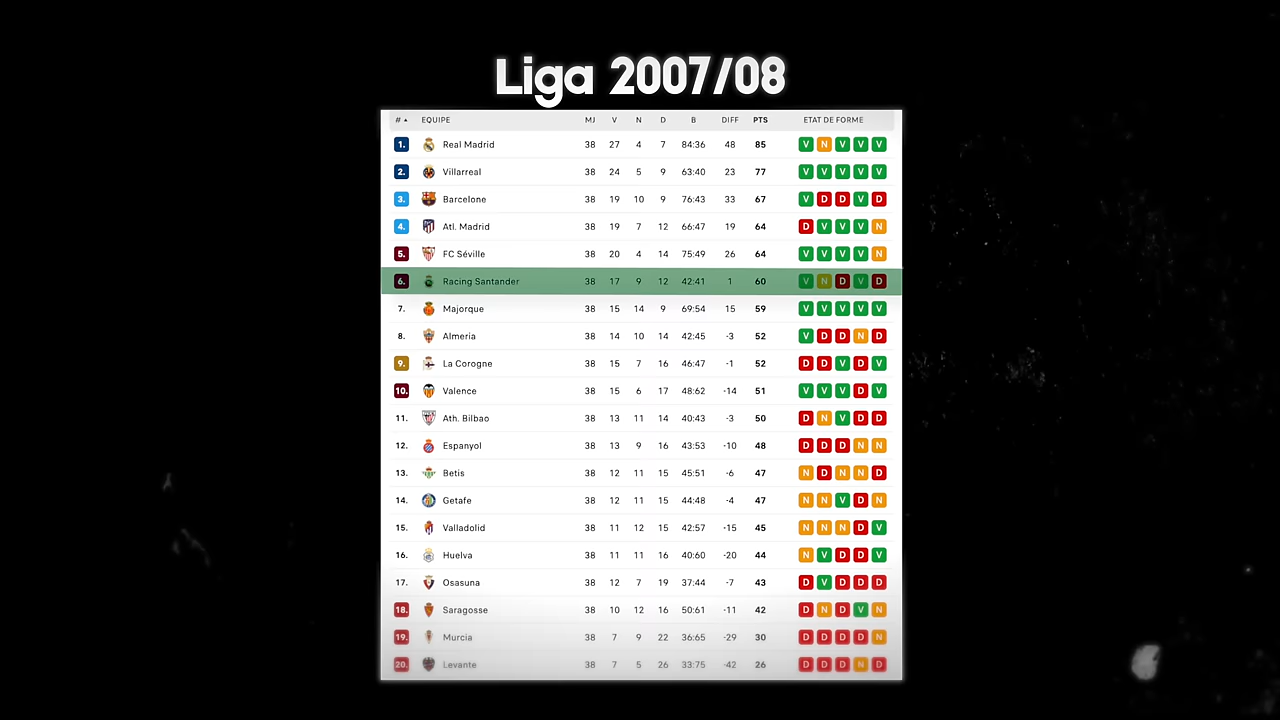 Liga 2007/08
# EQUIPE MJ V N D B DIFF PTS ETAT DE FORME
1. Real Madrid 38 27 4 7 84:36 48 85 V N V V V
2. Villarreal 38 24 5 9 63:40 23 77 V V V V V
3. Barcelone 38 19 10 9 76:43 33 67 V D D V D
4. Atl. Madrid 38 19 7 12 66:47 19 64 D V V V N
5. FC Séville 38 20 4 14 75:49 26 64 V V V V N
6. Racing Santander 38 17 9 12 42:41 1 60 V N D V D
7. Majorque 38 15 14 9 69:54 15 59 V V V V V
8. Almeria 38 14 10 14 42:45 -3 52 V D D N D
9. La Corogne 38 15 7 16 46:47 -1 52 D D V D V
10. Valence 38 15 6 17 48:62 -14 51 V V V D V
11. Ath. Bilbao 38 13 11 14 40:43 -3 50 D N V D D
12. Espanyol 38 13 9 16 43:53 -10 48 D D D N N
13. Betis 38 12 11 15 45:51 -6 47 N D N N D
14. Getafe 38 12 11 15 44:48 -4 47 N N V D N
15. Valladolid 38 11 12 15 42:57 -15 45 N N N D V
16. Huelva 38 11 11 16 40:60 -20 44 N V D D V
17. Osasuna 38 12 7 19 37:44 -7 43 D V D D D
18. Saragosse 38 10 12 16 50:61 -11 42 D N D V N
19. Murcia 38 7 9 22 36:65 -29 30 D D D D N
20. Levante 38 7 5 26 33:75 -42 26 D D D N D